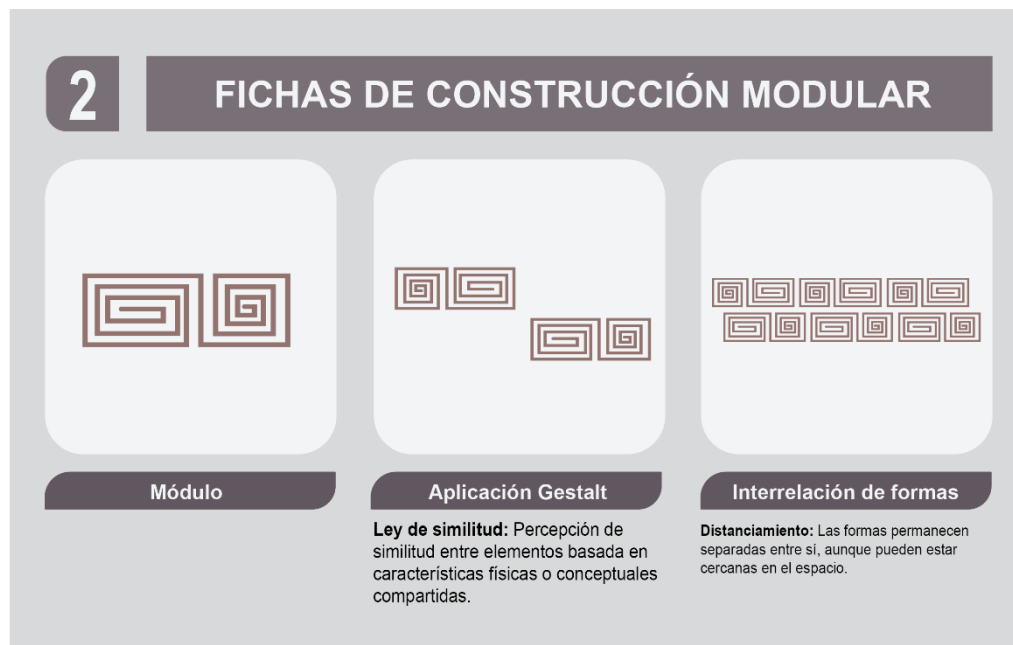 2
FICHAS DE CONSTRUCCIÓN MODULAR
Módulo
Aplicación Gestalt
Ley de similitud: Percepción de
similitud entre elementos basada en
características físicas o conceptuales
compartidas.
Interrelación de formas
Distanciamiento: Las formas permanecen
separadas entre sí, aunque pueden estar
cercanas en el espacio.